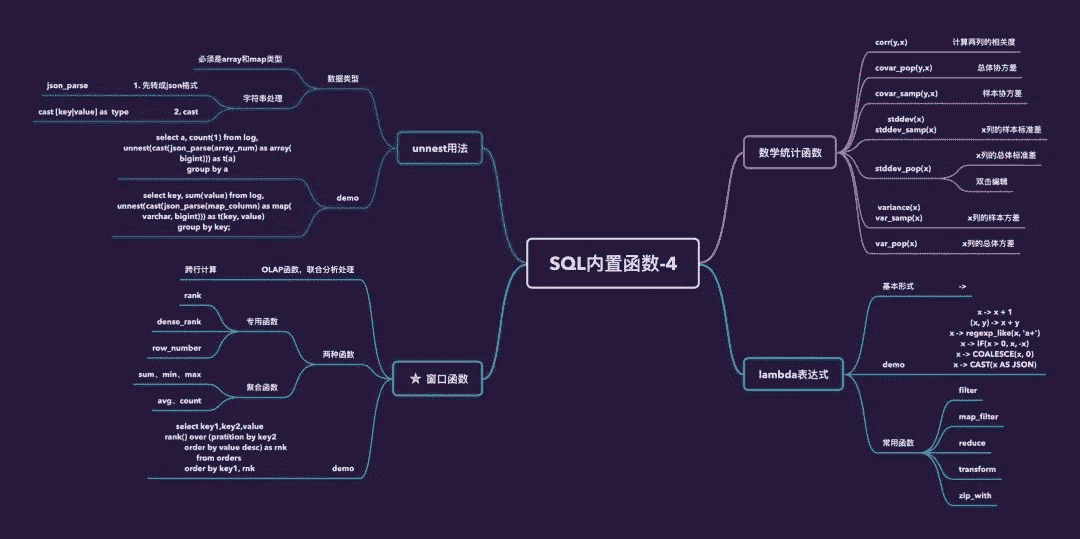 SQL内置函数-4
unnest用法
数据类型
必须是array和map类型
字符串处理
json_parse 1. 先转成json格式
cast [key|value] as type 2. cast
demo
select a, count(1) from log,
unnest(cast(json_parse(array_num) as array(
bigint))) as t(a)
group by a
select key, sum(value) from log,
unnest(cast(json_parse(map_column) as map(
varchar, bigint))) as t(key, value)
group by key;
★ 窗口函数
跨行计算 OLAP函数，联合分析处理
两种函数
专用函数
rank
dense_rank
row_number
聚合函数
sum、min、max
avg、count
select key1,key2,value
rank() over (pratition by key2
order by value desc) as rnk
from orders
order by key1, rnk demo
数学统计函数
corr(y,x) 计算两列的相关度
covar_pop(y,x) 总体协方差
covar_samp(y,x) 样本协方差
stddev(x)
stddev_samp(x) x列的样本标准差
stddev_pop(x)
x列的总体标准差
双击编辑
variance(x)
var_samp(x) x列的样本方差
var_pop(x) x列的总体方差
lambda表达式
基本形式 ->
demo
x -> x + 1
(x, y) -> x + y
x -> regexp_like(x, 'a+')
x -> IF(x > 0, x, -x)
x -> COALESCE(x, 0)
x -> CAST(x AS JSON)
常用函数
filter
map_filter
reduce
transform
zip_with